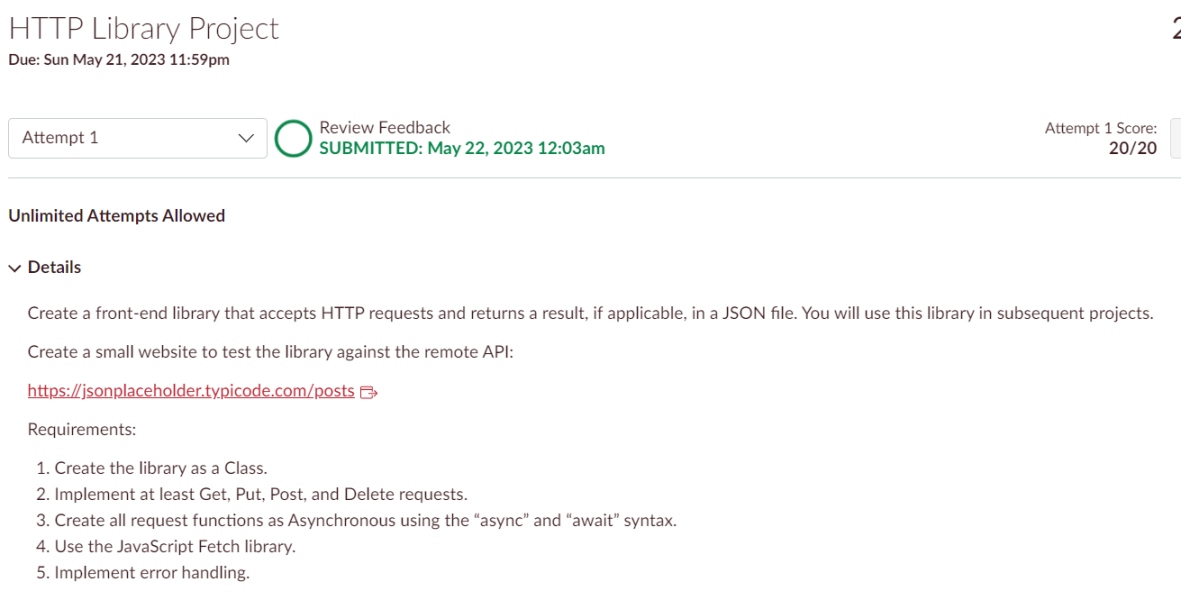 HTTP Library Project
Due: Sun May 21, 2023 11:59pm
Attempt 1
Review Feedback
SUBMITTED: May 22, 2023 12:03am
Attempt 1 Score:
20/20
Unlimited Attempts Allowed
Details
Create a front-end library that accepts HTTP requests and returns a result, if applicable, in a JSON file. You will use this library in subsequent projects.
Create a small website to test the library against the remote API:
https://jsonplaceholder.typicode.com/posts
Requirements:
1. Create the library as a Class.
2. Implement at least Get, Put, Post, and Delete requests.
3. Create all request functions as Asynchronous using the “async” and “await” syntax.
4. Use the JavaScript Fetch library.
5. Implement error handling.